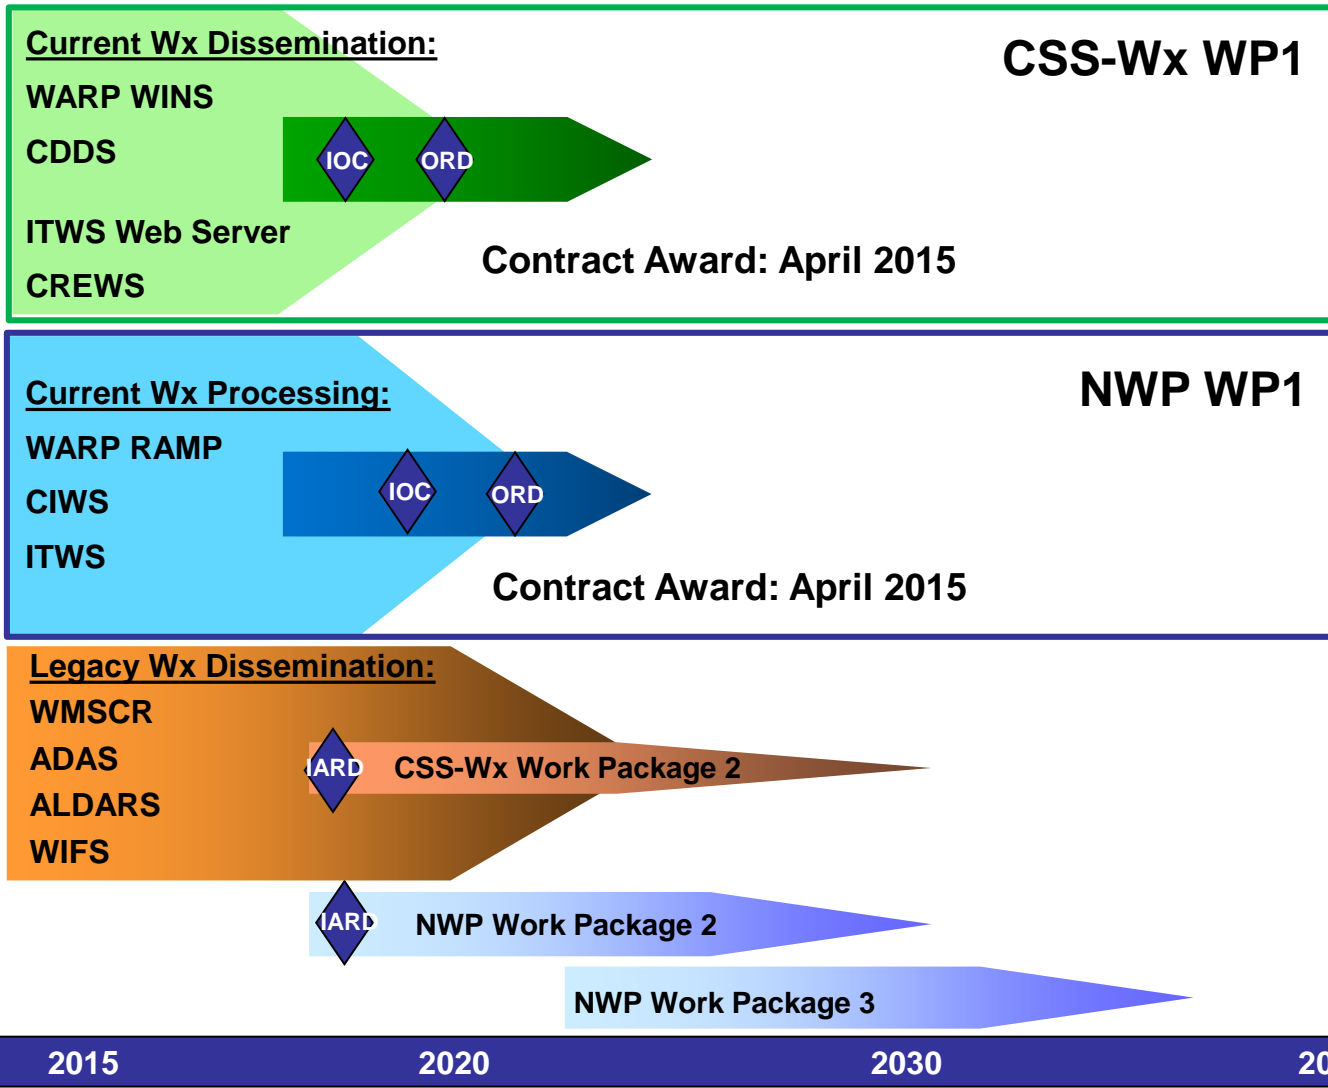 Current Wx Dissemination:
CSS-Wx WP1
WARP WINS
CDDS
IOC
ORD
ITWS Web Server
Contract Award: April 2015
CREWS
Current Wx Processing:
NWP WP1
WARP RAMP
CIWS
IOC
ORD
ITWS
Contract Award: April 2015
Legacy Wx Dissemination:
WMSCR
ADAS
IARD
CSS-Wx Work Package 2
ALDARS
WIFS
IARD
NWP Work Package 2
NWP Work Package 3
2015
2020
2030